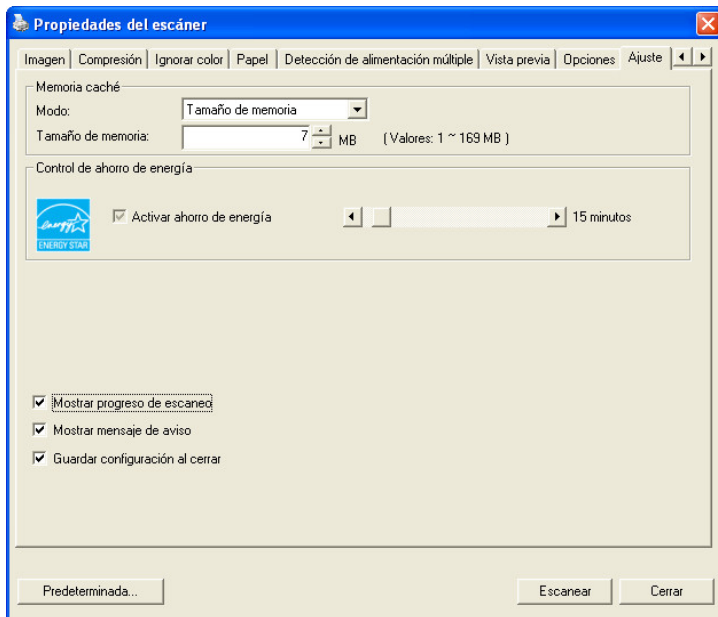 Propiedades del escáner
Imagen Compresión Ignorar color Papel Detección de alimentación múltiple Vista previa Opciones Ajuste
Memoria caché
Modo: Tamaño de memoria
Tamaño de memoria: 7 MB (Valores: 1 ~ 169 MB )
Control de ahorro de energía
energy
ENERGY STAR
Activar ahorro de energía 15 minutos
Mostrar progreso de escaneo
Mostrar mensaje de aviso
Guardar configuración al cerrar
Predeterminada... Escanear Cerrar